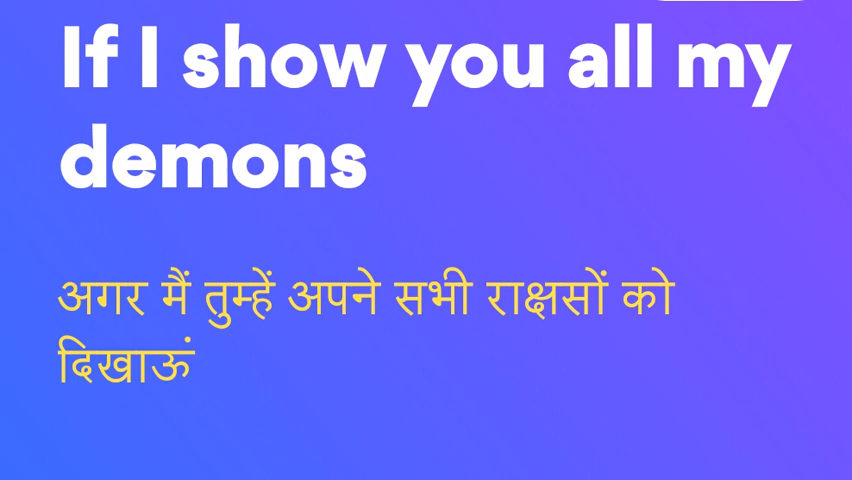 If I show you all my
demons
अगर मैं तुम्हें अपने सभी राक्षसों को
दिखाऊं